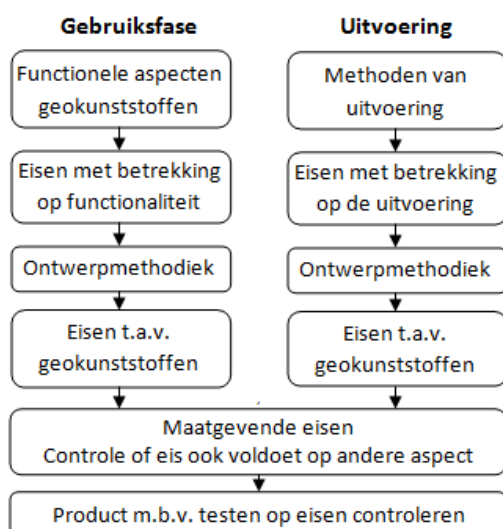 Gebruiksfase
Functionele aspecten
geokunststoffen
Eisen met betrekking
op functionaliteit
Ontwerpmethodiek
Eisen t.a.v.
geokunststoffen
Uitvoering
Methoden van
uitvoering
Eisen met betrekking
op de uitvoering
Ontwerpmethodiek
Eisen t.a.v.
geokunststoffen
Maatgevende eisen
Controle of eis ook voldoet op andere aspect
Product m.b.v. testen op eisen controleren